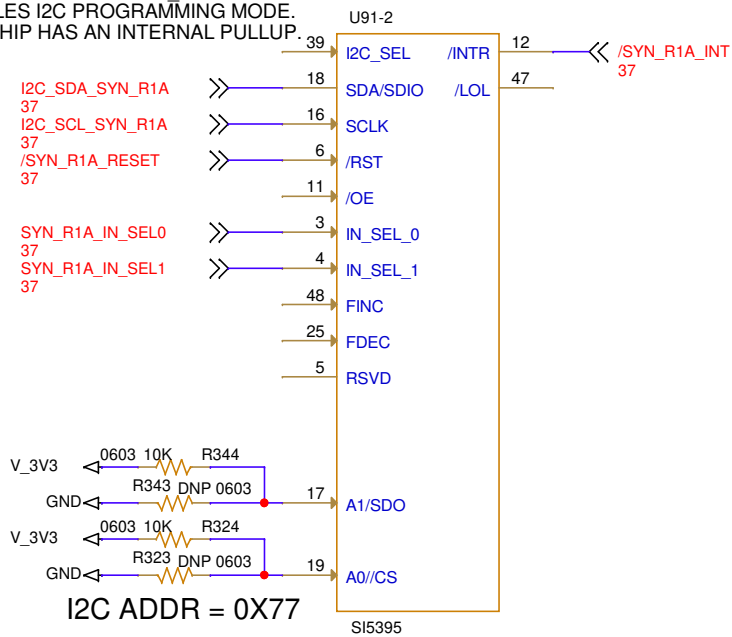 LES I2C PROGRAMMING MODE.
HIP HAS AN INTERNAL PULLUP.
U91-2
39 I2C_SEL /INTR 12 /SYN_R1A_INT
37
I2C_SDA_SYN_R1A 18 SDA/SDIO /LOL 47
37
I2C_SCL_SYN_R1A 16 SCLK
37
/SYN_R1A_RESET 6 /RST
37
11 /OE
SYN_R1A_IN_SEL0 3 IN_SEL_0
37
SYN_R1A_IN_SEL1 4 IN_SEL_1
37
48 FINC
25 FDEC
5 RSVD
V_3V3 0603 10K R344
GND R343 DNP 0603 17 A1/SDO
V_3V3 0603 10K R324
GND R323 DNP 0603 19 A0//CS
I2C ADDR = 0X77
SI5395